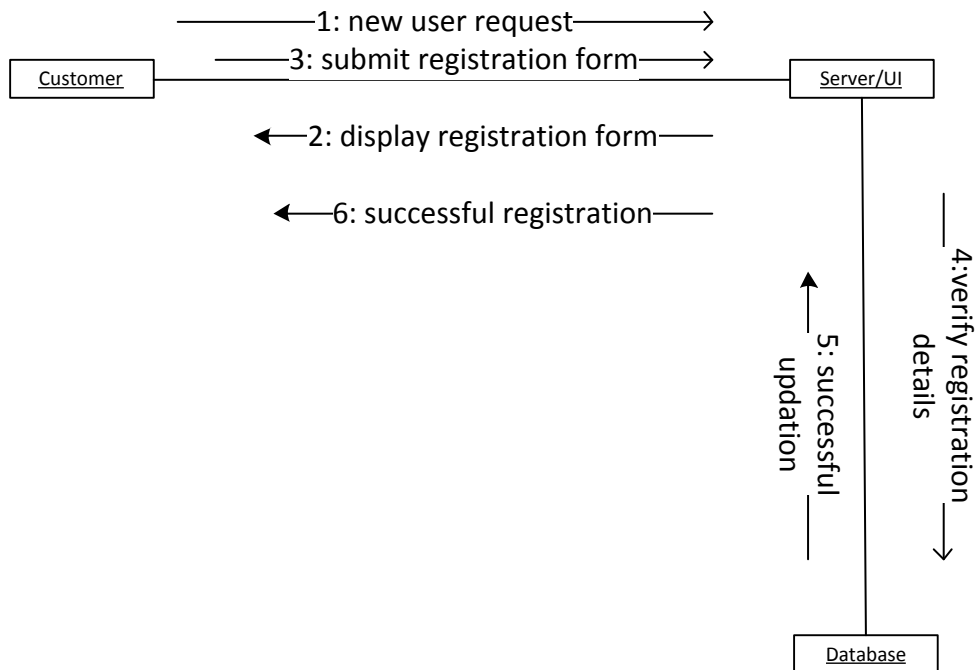 1: new user request
3: submit registration form
Customer
Server/UI
2: display registration form
6: successful registration
4:verify registration
details
5: successful
updation
Database